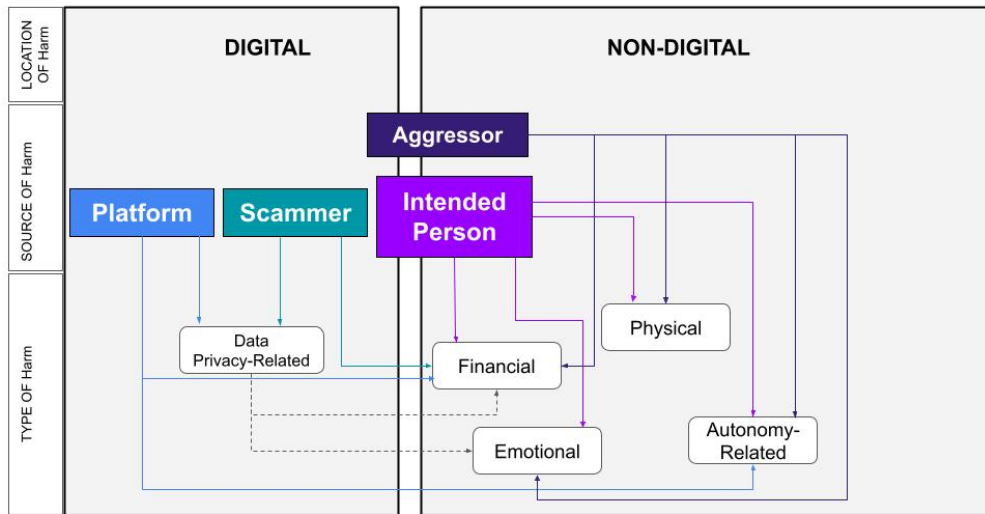 LOCATION
OF Harm
DIGITAL
NON-DIGITAL
SOURCE OF Harm
Aggressor
Platform
Scammer
Intended
Person
TYPE OF Harm
Data
Privacy-Related
Financial
Physical
Emotional
Autonomy-
Related